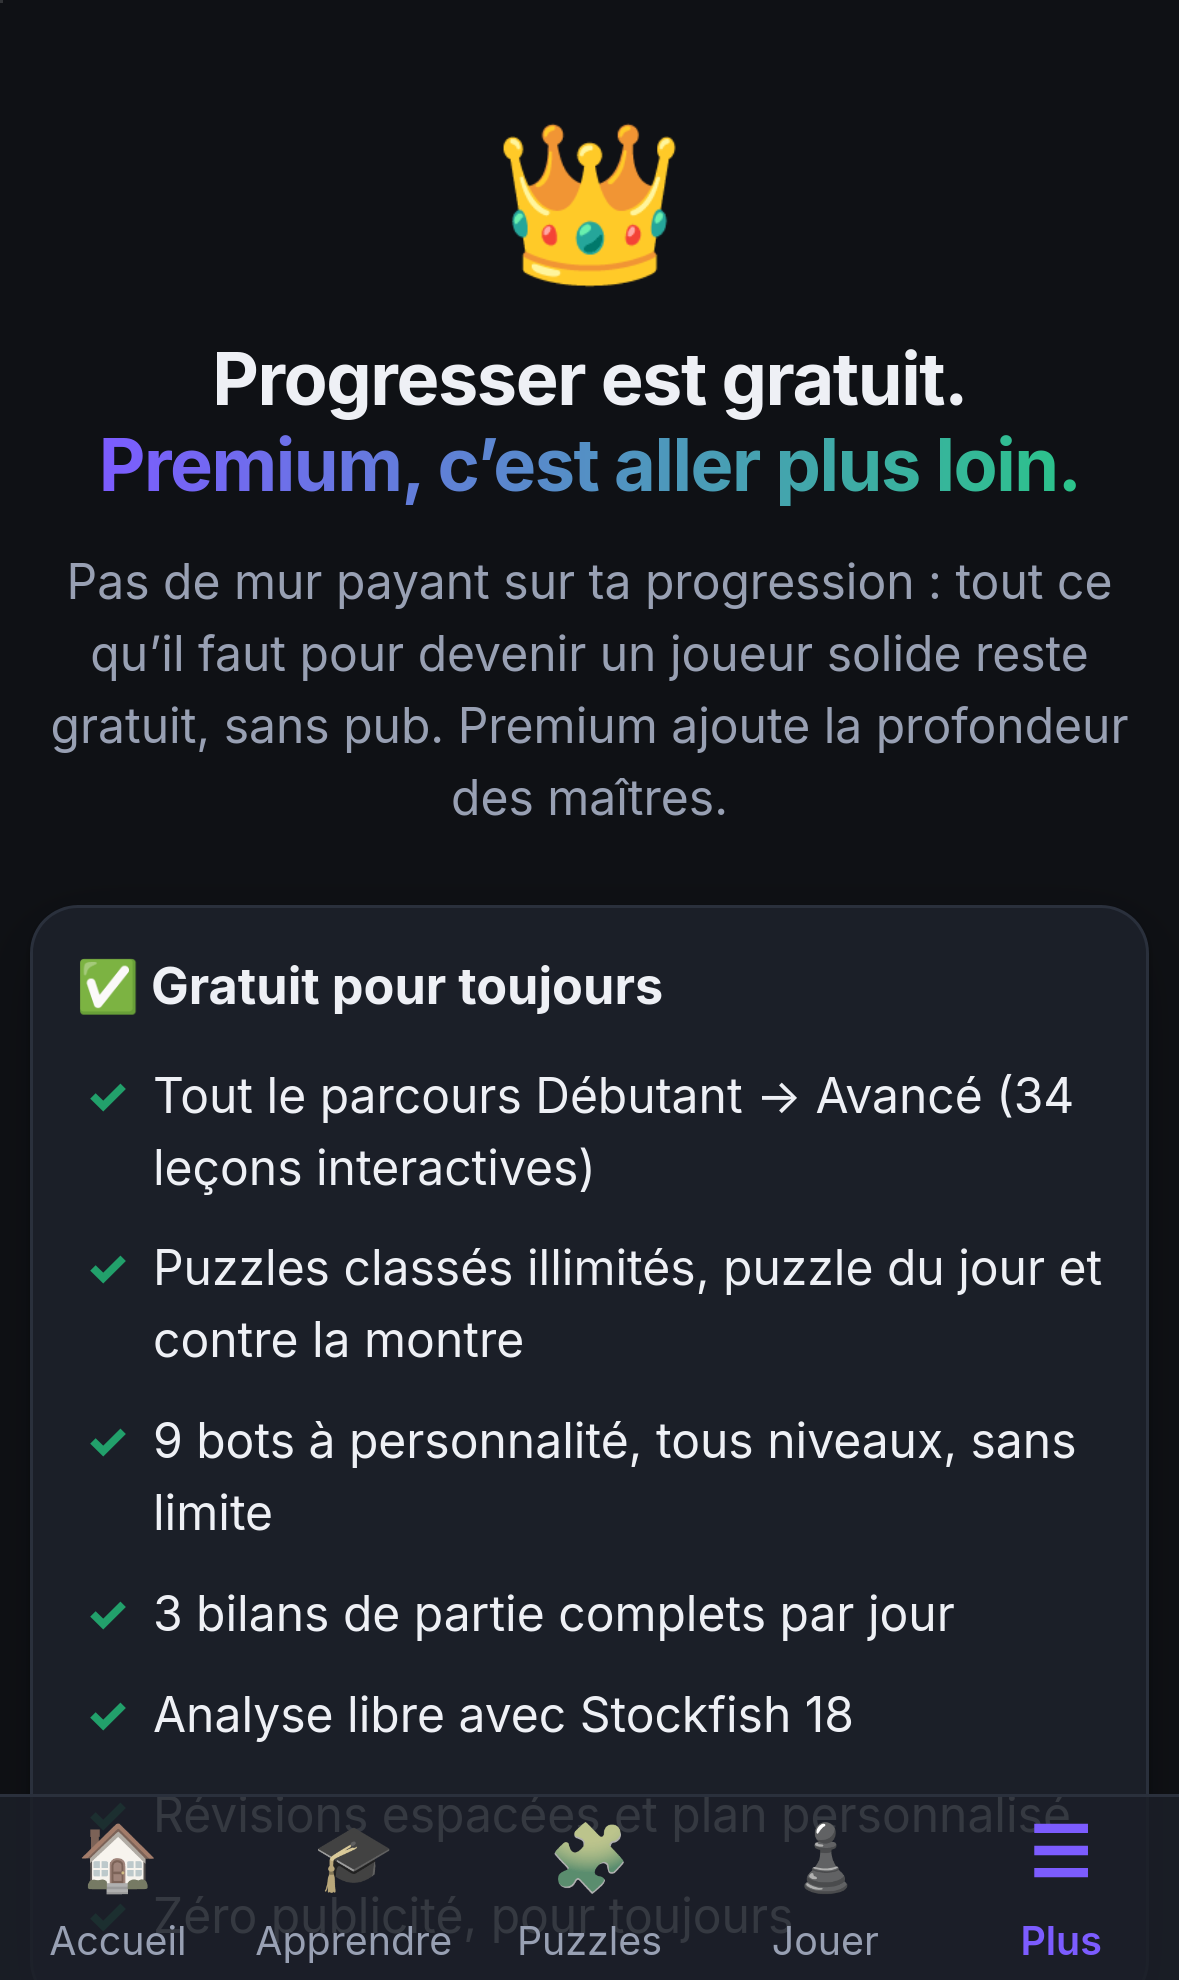 Progresser est gratuit.
Premium, c’est aller plus loin.
Pas de mur payant sur ta progression : tout ce
qu’il faut pour devenir un joueur solide reste
gratuit, sans pub. Premium ajoute la profondeur
des maîtres.
✅ Gratuit pour toujours
✓ Tout le parcours Débutant → Avancé (34
leçons interactives)
✓ Puzzles classés illimités, puzzle du jour et
contre la montre
✓ 9 bots à personnalité, tous niveaux, sans
limite
✓ 3 bilans de partie complets par jour
✓ Analyse libre avec Stockfish 18
✓ Révisions espacées et plan personnalisé
✓ Zéro publicité, pour toujours
Accueil
Apprendre
Puzzles
Jouer
Plus